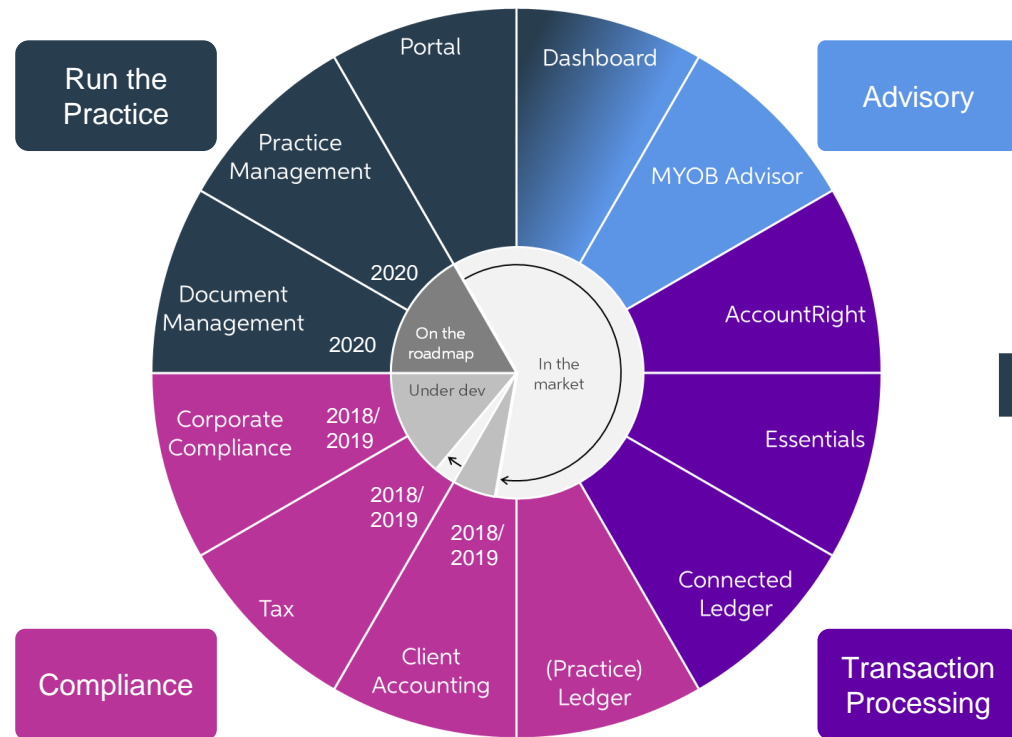 Run the
Practice
Portal
Dashboard
Advisory
Practice
Management
MYOB Advisor
2020
Document
Management
2020
On the
roadmap
In the
market
AccountRight
Under dev
Corporate
Compliance
2018/
2019
Essentials
2018/
2019
2018/
2019
Tax
Connected
Ledger
Client
Accounting
(Practice)
Ledger
Compliance
Transaction
Processing